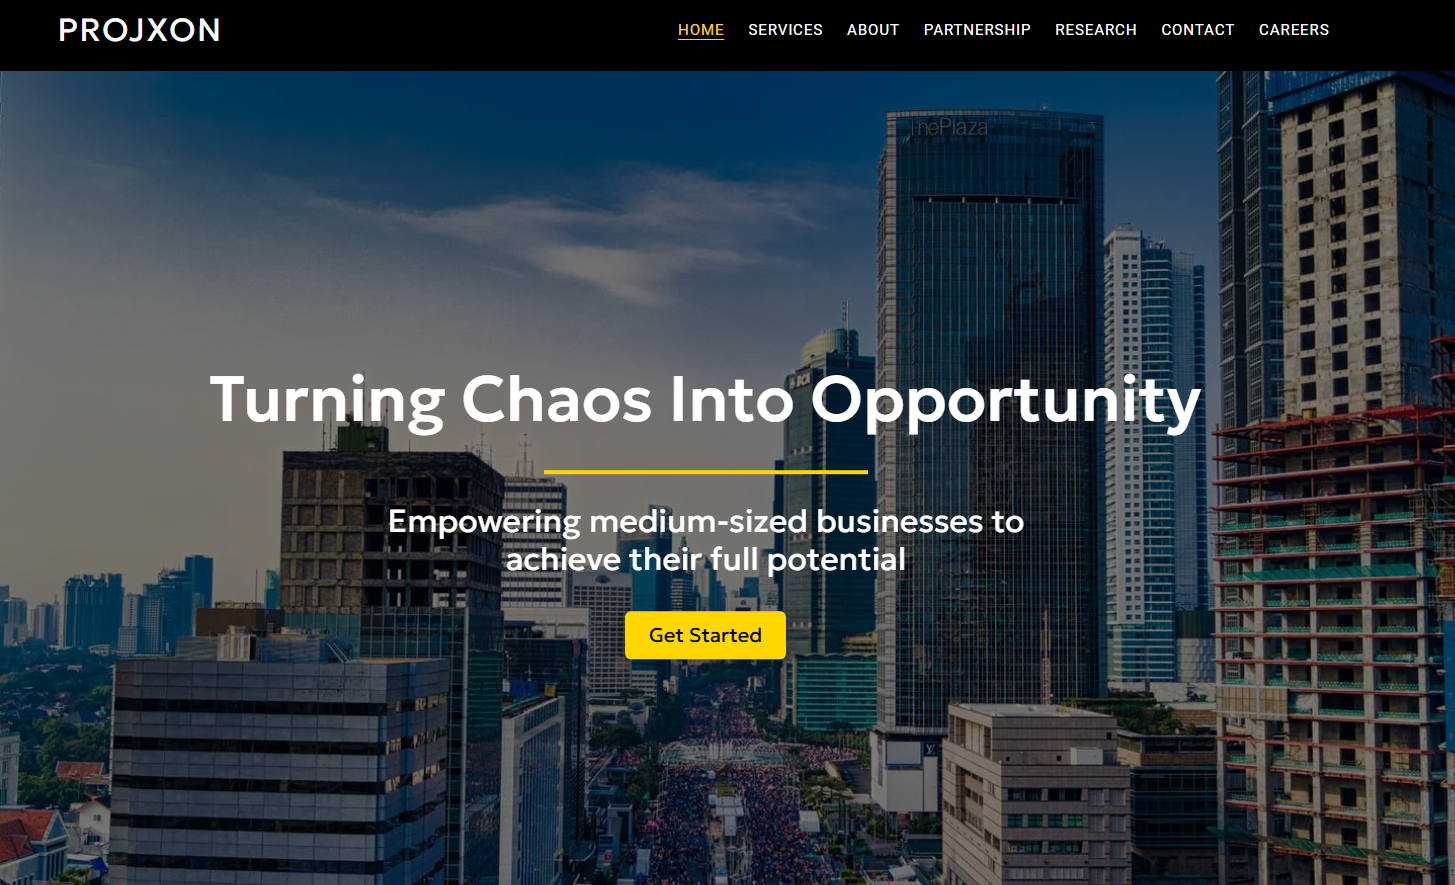 PROJXON
HOME SERVICES ABOUT PARTNERSHIP RESEARCH CONTACT CAREERS
ThePlaza
BCA
Turning Chaos Into Opportunity
Empowering medium-sized businesses to
achieve their full potential
Get Started